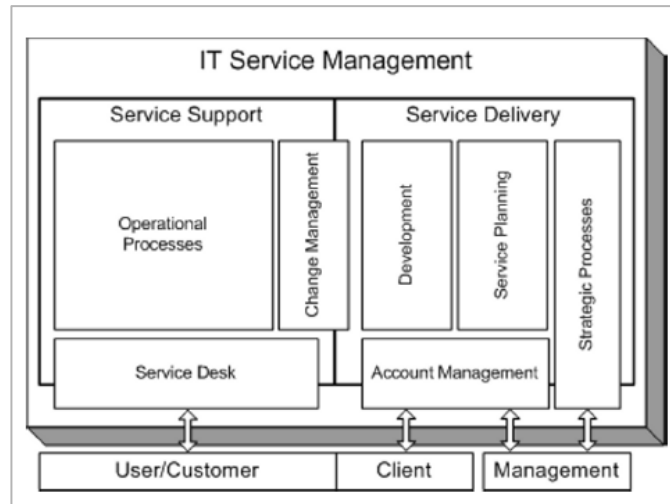 IT Service Management
Service Support
Service Delivery
Operational
Processes
Change Management
Development
Service Planning
Strategic Processes
Service Desk
Account Management
User/Customer
Client
Management